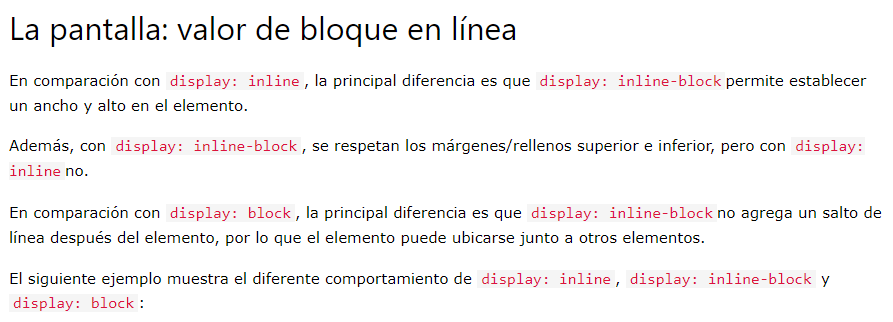 La pantalla: valor de bloque en línea
En comparación con display: inline, la principal diferencia es que display: inline-block permite establecer
un ancho y alto en el elemento.
Además, con display: inline-block, se respetan los márgenes/rellenos superior e inferior, pero con display:
inline no.
En comparación con display: block, la principal diferencia es que display: inline-block no agrega un salto de
línea después del elemento, por lo que el elemento puede ubicarse junto a otros elementos.
El siguiente ejemplo muestra el diferente comportamiento de display: inline, display: inline-block y
display: block: